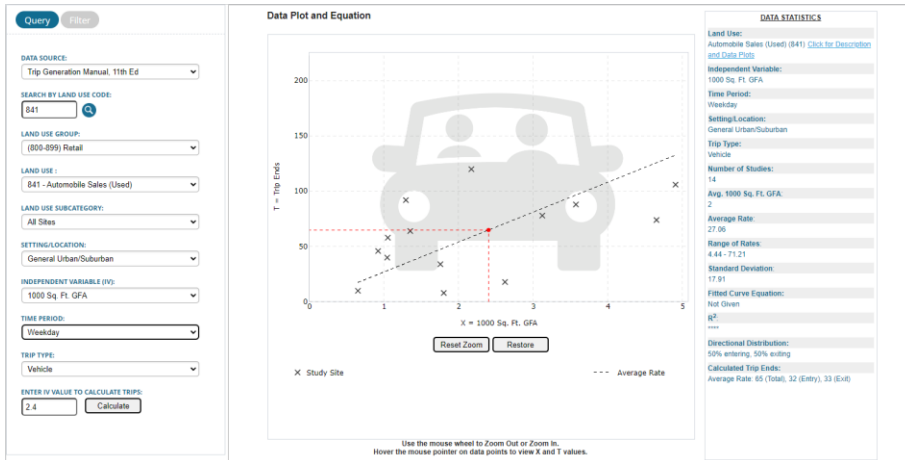 Query
Filter
DATA SOURCE:
Trip Generation Manual, 11th Ed
SEARCH BY LAND USE CODE:
841
LAND USE GROUP:
(800-899) Retail
LAND USE :
841 - Automobile Sales (Used)
LAND USE SUBCATEGORY:
All Sites
SETTING/LOCATION:
General Urban/Suburban
INDEPENDENT VARIABLE (IV):
1000 Sq. Ft. GFA
TIME PERIOD:
Weekday
TRIP TYPE:
Vehicle
ENTER IV VALUE TO CALCULATE TRIPS:
2.4
Calculate
Data Plot and Equation
200
150
100
50
0
T = Trip Ends
0 1 2 3 4 5
X = 1000 Sq. Ft. GFA
Reset Zoom
Restore
Study Site
Average Rate
Use the mouse wheel to Zoom Out or Zoom In.
Hover the mouse pointer on data points to view X and T values.
DATA STATISTICS
Land Use:
Automobile Sales (Used) (841) Click for Description
and Data Plots
Independent Variable:
1000 Sq. Ft. GFA
Time Period:
Weekday
Setting/Location:
General Urban/Suburban
Trip Type:
Vehicle
Number of Studies:
14
Avg. 1000 Sq. Ft. GFA:
2
Average Rate:
27.06
Range of Rates:
4.44 - 71.21
Standard Deviation:
17.91
Fitted Curve Equation:
Not Given
R²:
****
Directional Distribution:
50% entering, 50% exiting
Calculated Trip Ends:
Average Rate: 65 (Total), 32 (Entry), 33 (Exit)